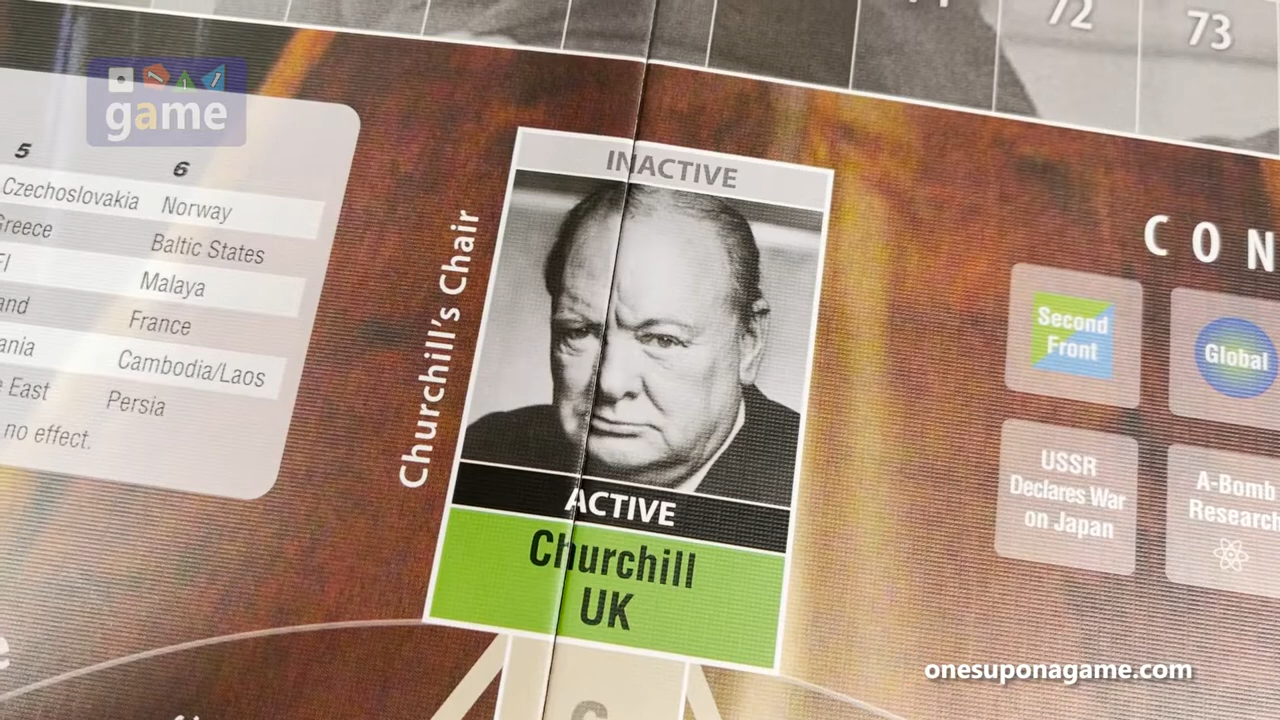 72
73
game
5
6
Czechoslovakia
Norway
Baltic States
Malaya
France
Cambodia/Laos
East
Persia
no effect.
Churchill's Chair
INACTIVE
ACTIVE
Churchill
UK
CON
Second
Front
Global
USSR
Declares War
on Japan
A-Bomb
Research
onesuponagame.com